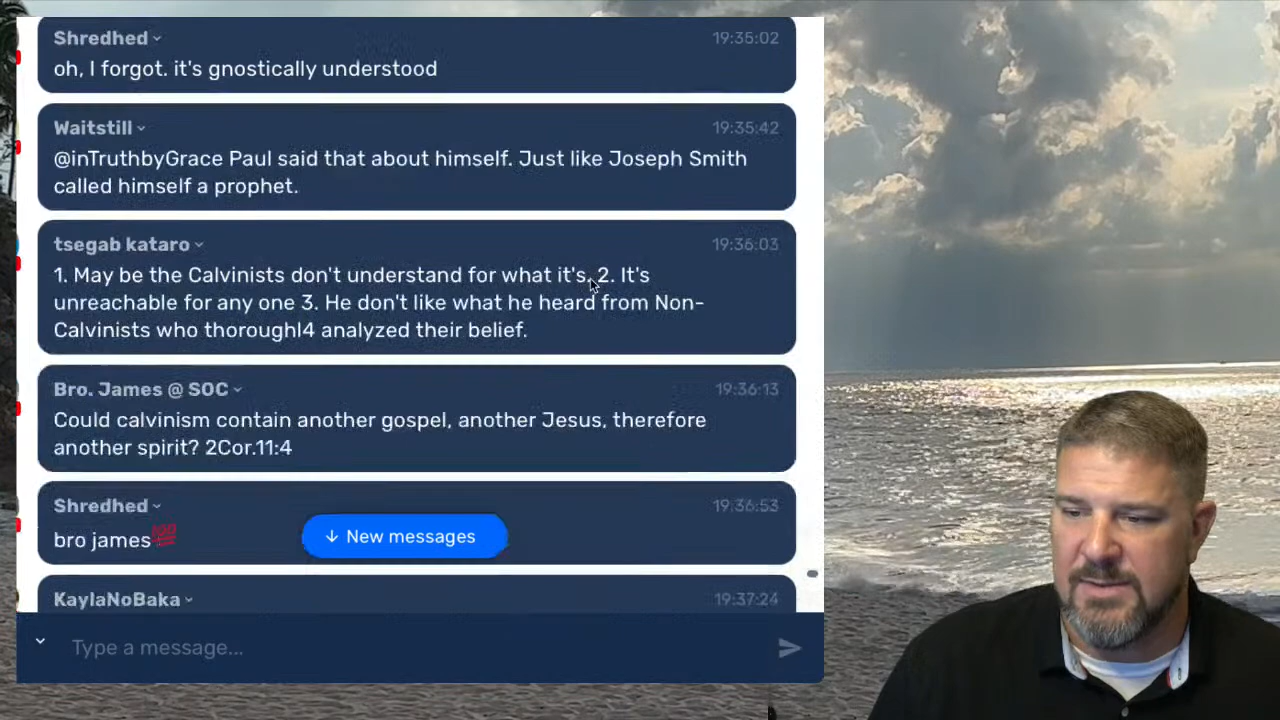 Shredhed 19:35:02
oh, I forgot. it's gnostically understood
Waitstill 19:35:42
@inTruthbyGrace Paul said that about himself. Just like Joseph Smith
called himself a prophet.
tsegab kataro 19:36:03
1. May be the Calvinists don't understand for what it's, 2. It's
unreachable for any one 3. He don't like what he heard from Non-
Calvinists who thoroughl4 analyzed their belief.
Bro. James @ SOC 19:36:13
Could calvinism contain another gospel, another Jesus, therefore
another spirit? 2Cor.11:4
Shredhed 19:36:53
bro james💯
↓ New messages
KaylaNoBaka 19:37:24
Type a message...